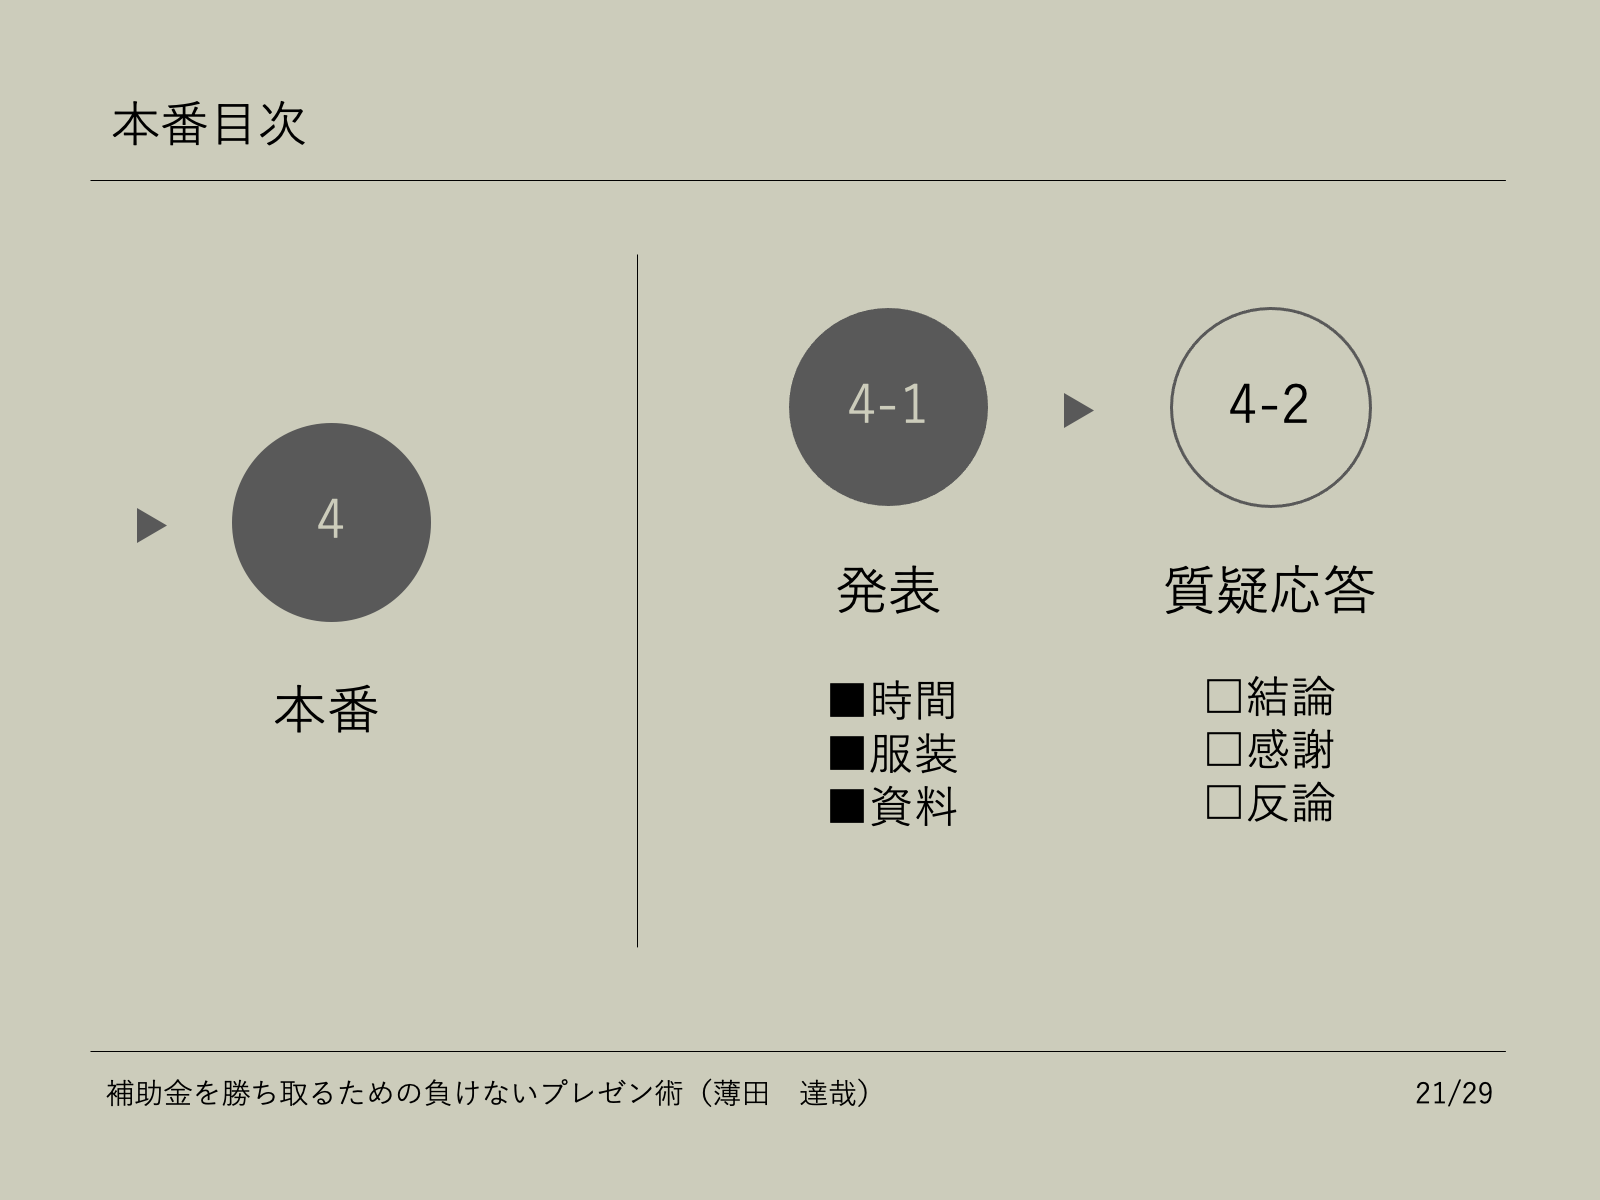 本番目次
4
本番
4-1
発表
■時間
■服装
■資料
4-2
質疑応答
□結論
□感謝
□反論
補助金を勝ち取るための負けないプレゼン術（薄田　達哉）
21/29